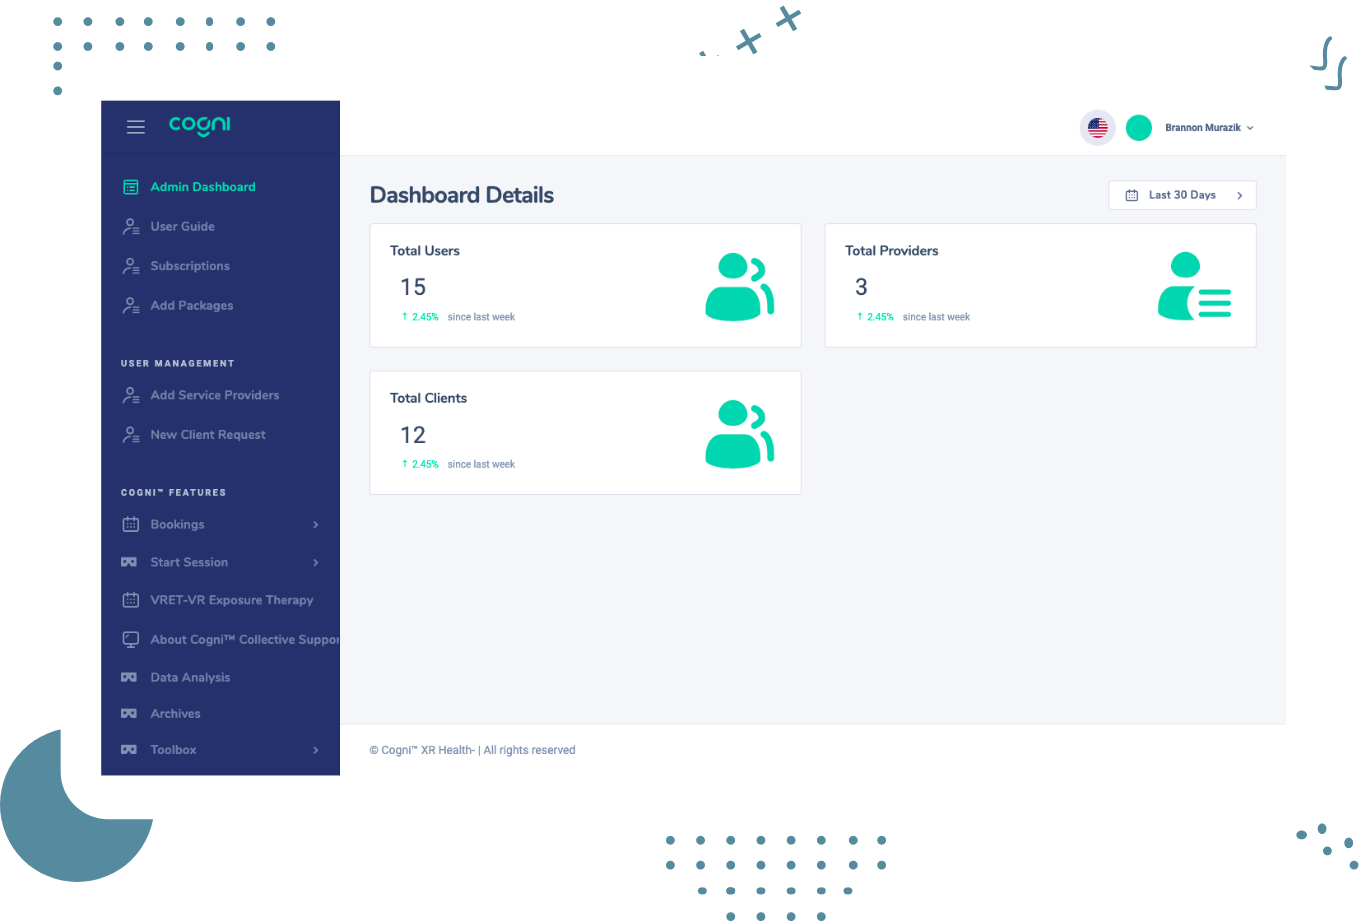 cogni
Brannon Murazik
Admin Dashboard
User Guide
Subscriptions
Add Packages
USER MANAGEMENT
Add Service Providers
New Client Request
COGNI™ FEATURES
Bookings
Start Session
VRET-VR Exposure Therapy
About Cogni™ Collective Suppor
Data Analysis
Archives
Toolbox
Dashboard Details
Last 30 Days
Total Users
15
↑ 2.45% since last week
Total Providers
3
↑ 2.45% since last week
Total Clients
12
↑ 2.45% since last week
© Cogni™ XR Health- | All rights reserved